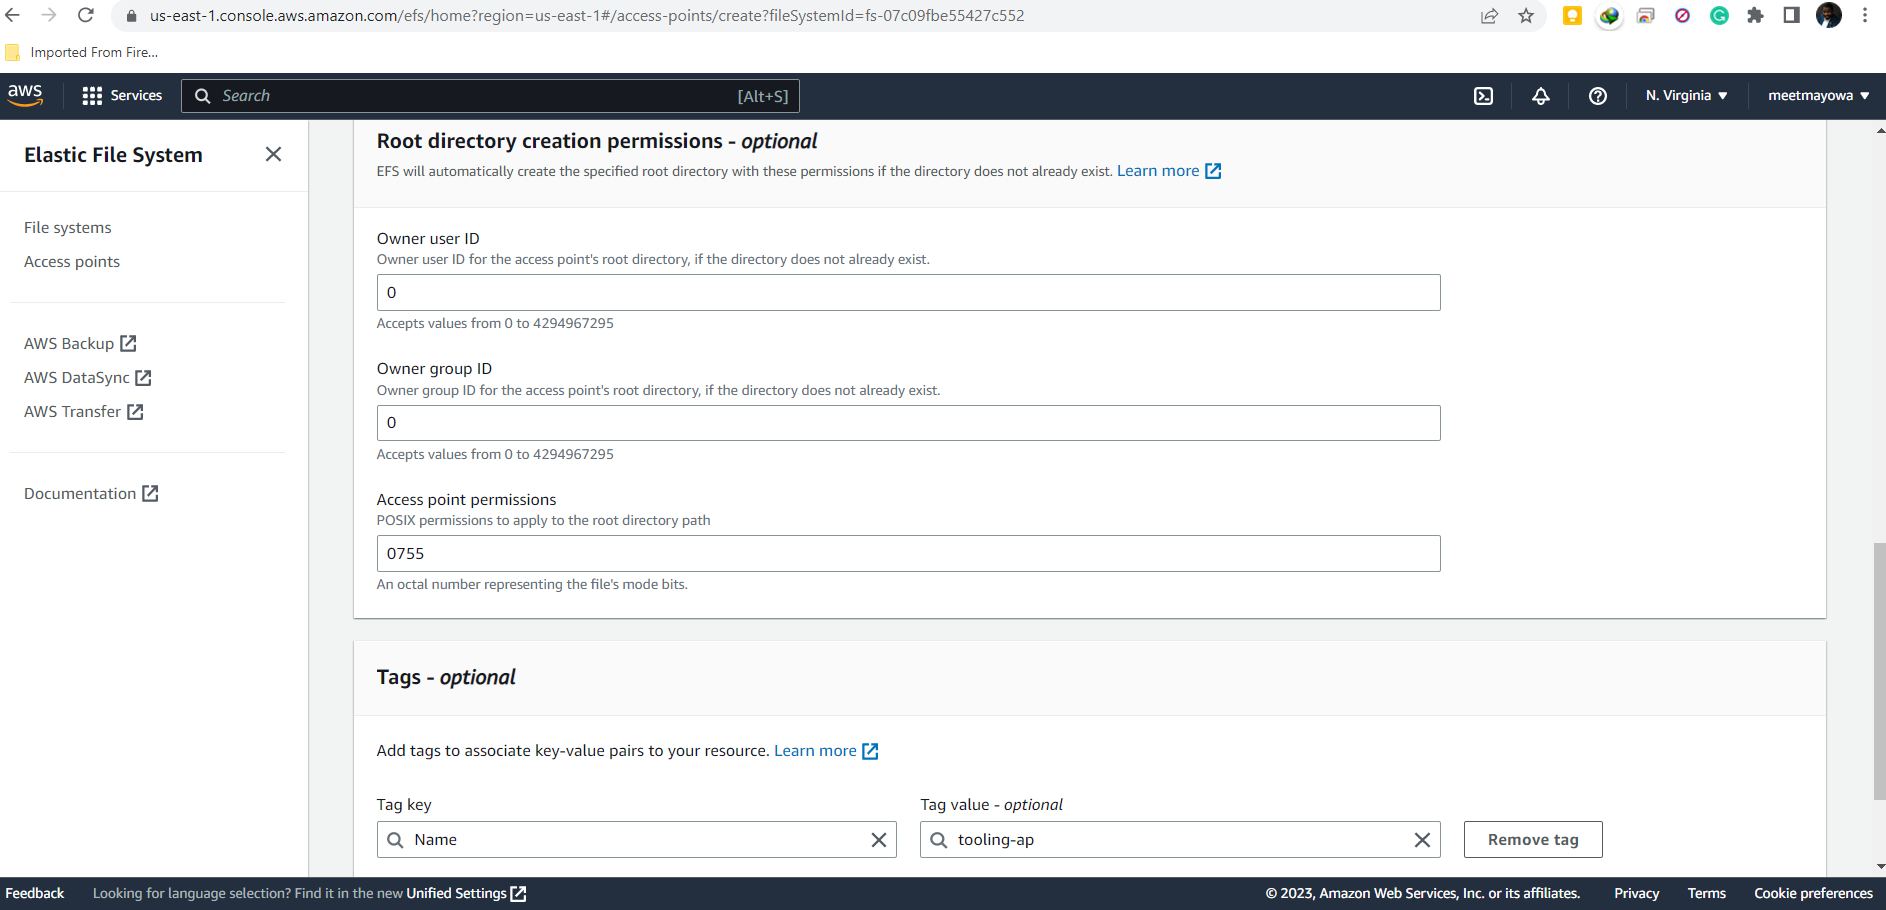 us-east-1.console.aws.amazon.com/efs/home?region=us-east-1#/access-points/create?fileSystemId=fs-07c09fbe55427c552
Imported From Fire...
aws
Services
Search
[Alt+S]
N. Virginia
meetmayowa
Elastic File System
File systems
Access points
AWS Backup
AWS DataSync
AWS Transfer
Documentation
Root directory creation permissions - optional
EFS will automatically create the specified root directory with these permissions if the directory does not already exist. Learn more
Owner user ID
Owner user ID for the access point's root directory, if the directory does not already exist.
0
Accepts values from 0 to 4294967295
Owner group ID
Owner group ID for the access point's root directory, if the directory does not already exist.
0
Accepts values from 0 to 4294967295
Access point permissions
POSIX permissions to apply to the root directory path
0755
An octal number representing the file's mode bits.
Tags - optional
Add tags to associate key-value pairs to your resource. Learn more
Tag key
Tag value - optional
Name
tooling-ap
Remove tag
Feedback
Looking for language selection? Find it in the new Unified Settings
© 2023, Amazon Web Services, Inc. or its affiliates.
Privacy
Terms
Cookie preferences